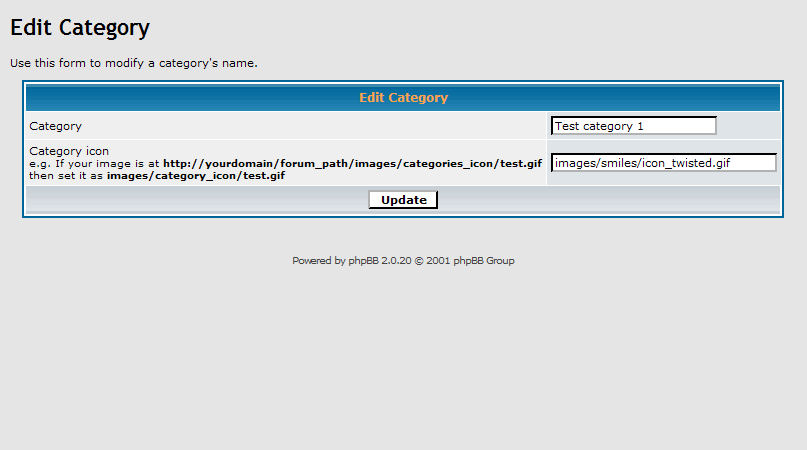 Edit Category
Use this form to modify a category's name.
Edit Category
Category
Test category 1
Category icon
e.g. If your image is at http://yourdomain/forum_path/images/categories_icon/test.gif
then set it as images/category_icon/test.gif
images/smiles/icon_twisted.gif
Update
Powered by phpBB 2.0.20 © 2001 phpBB Group